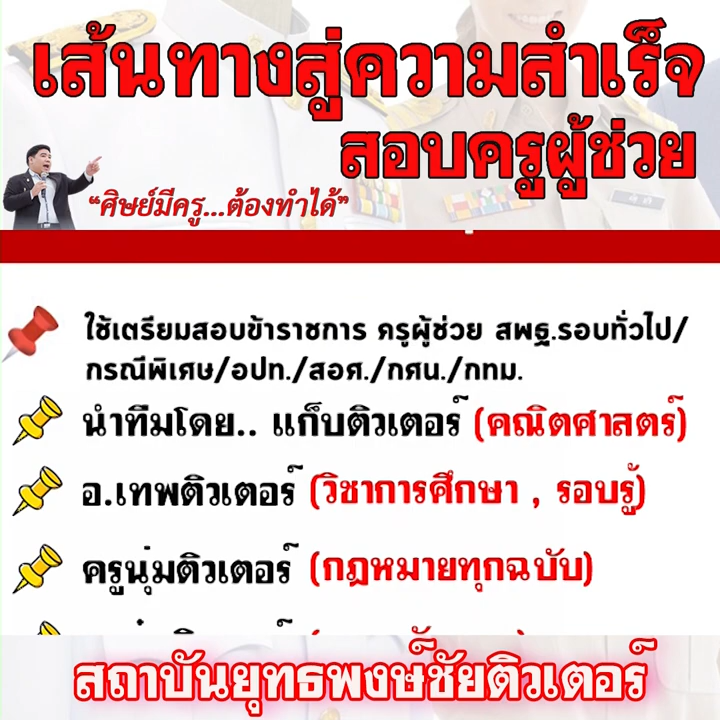 เส้นทางสู่ความสำเร็จ
สอบครูผู้ช่วย
“ศิษย์มีครู...ต้องทำได้”
ใช้เตรียมสอบข้าราชการ ครูผู้ช่วย สพฐ.รอบทั่วไป/
กรณีพิเศษ/อปท./สอศ./กศน./กทม.
นำทีมโดย.. แก๊บติวเตอร์ (คณิตศาสตร์)
อ.เทพติวเตอร์ (วิชาการศึกษา , รอบรู้)
ครูนุ่มติวเตอร์ (กฎหมายทุกฉบับ)
สถาบันยุทธพงษ์ชัยติวเตอร์